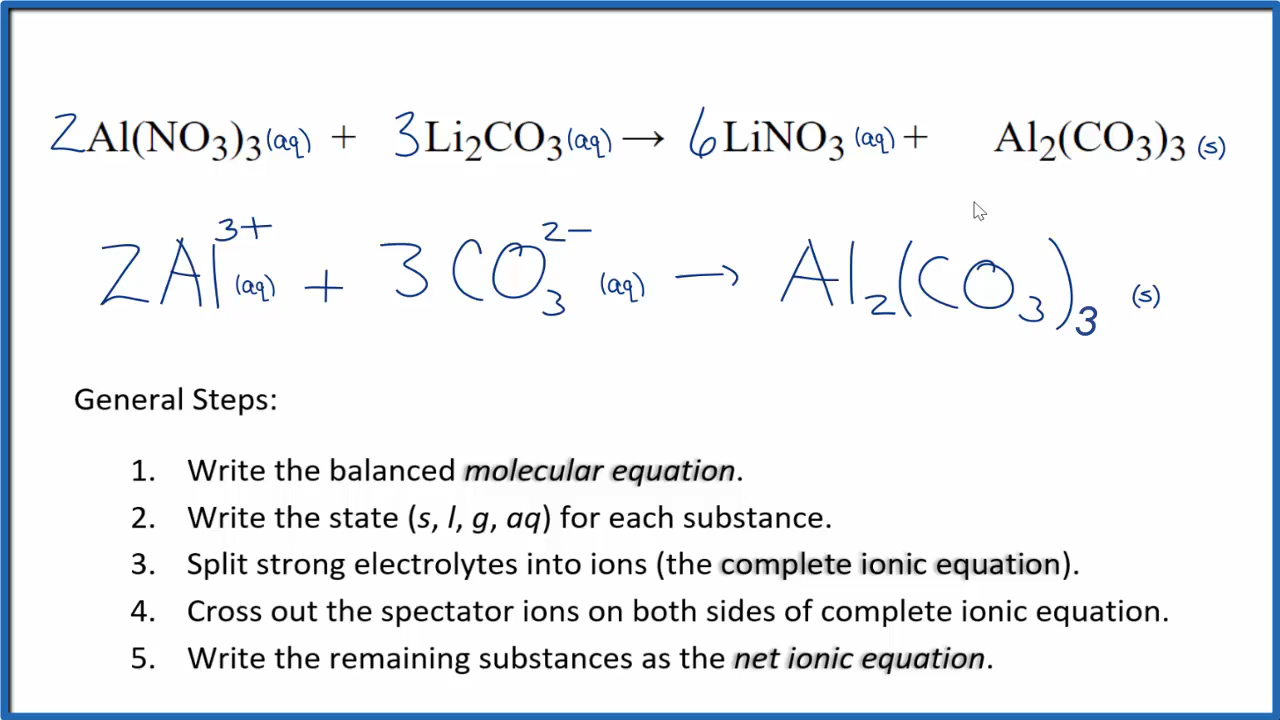 2Al(NO₃)₃(aq) + 3Li₂CO₃(aq) → 6LiNO₃(aq) + Al₂(CO₃)₃(s)
2Al³⁺(aq) + 3CO₃²⁻(aq) → Al₂(CO₃)₃(s)
General Steps:
1. Write the balanced molecular equation.
2. Write the state (s, l, g, aq) for each substance.
3. Split strong electrolytes into ions (the complete ionic equation).
4. Cross out the spectator ions on both sides of complete ionic equation.
5. Write the remaining substances as the net ionic equation.